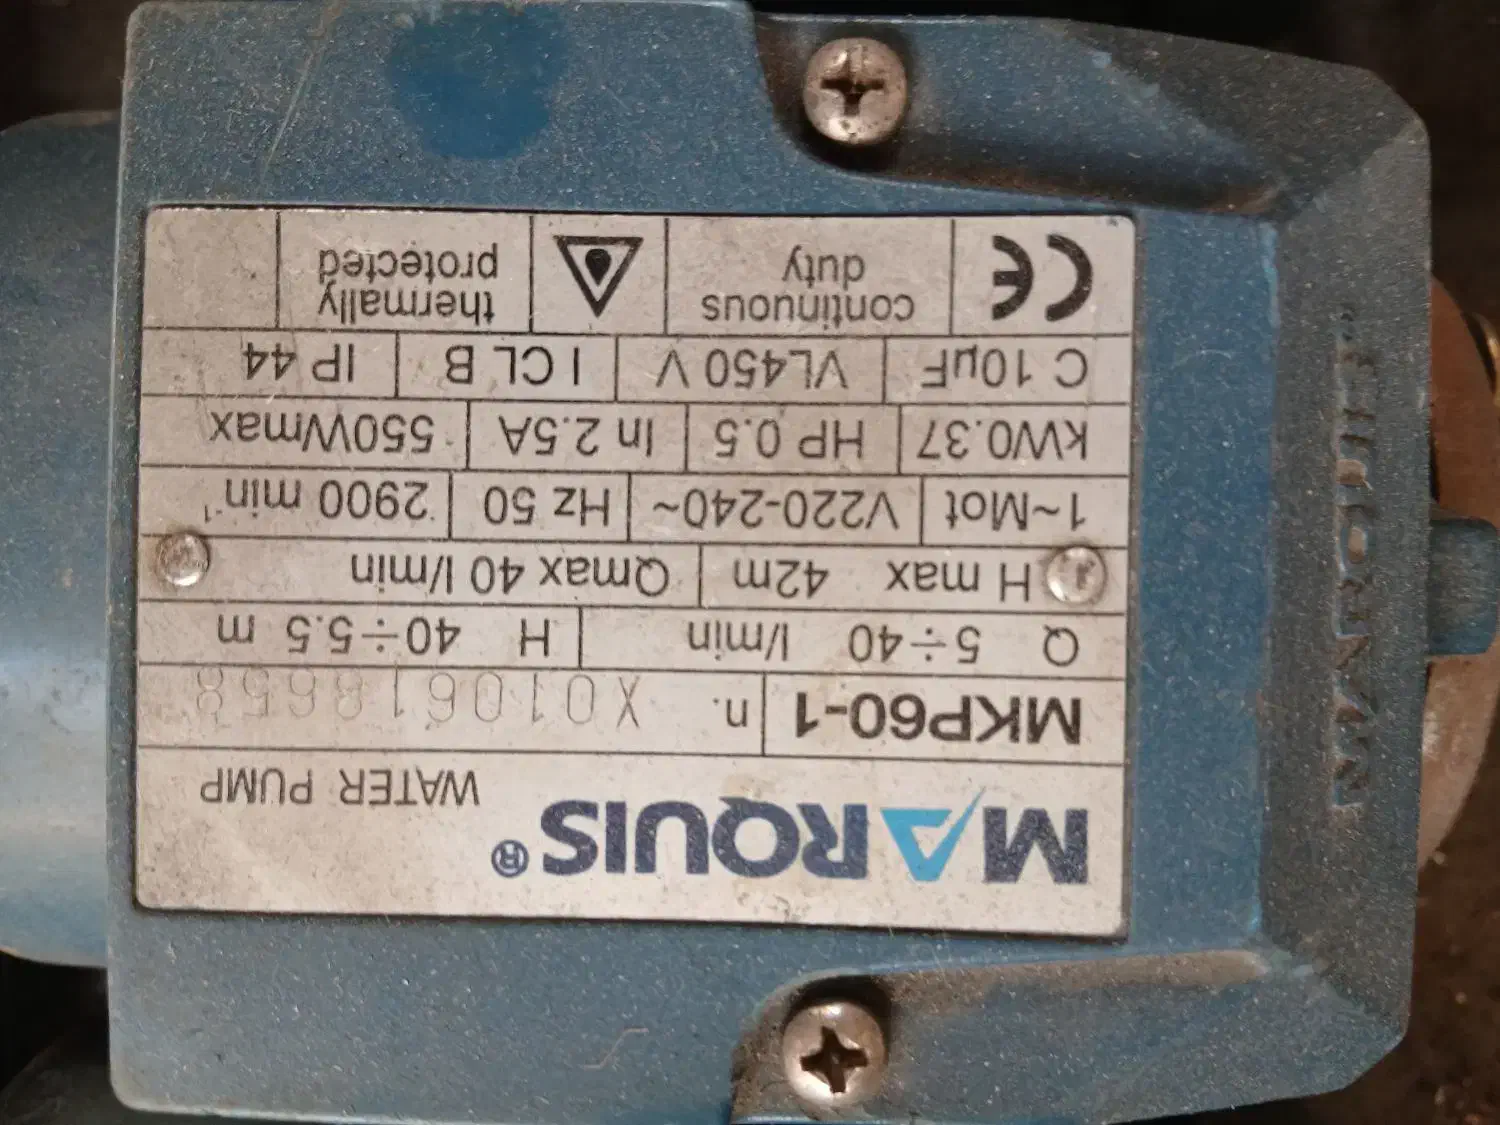 MARQUIS® WATER PUMP
MKP60-1 n. X010618658
Q 5÷40 l/min H 40÷5.5 m
H max 42m Qmax 40 l/min
1~Mot V220-240~ Hz 50 2900 min⁻¹
kW0.37 HP 0.5 In 2.5A 550Wmax
C 10µF VL450 V I CL B IP 44
CE continuous duty thermally protected